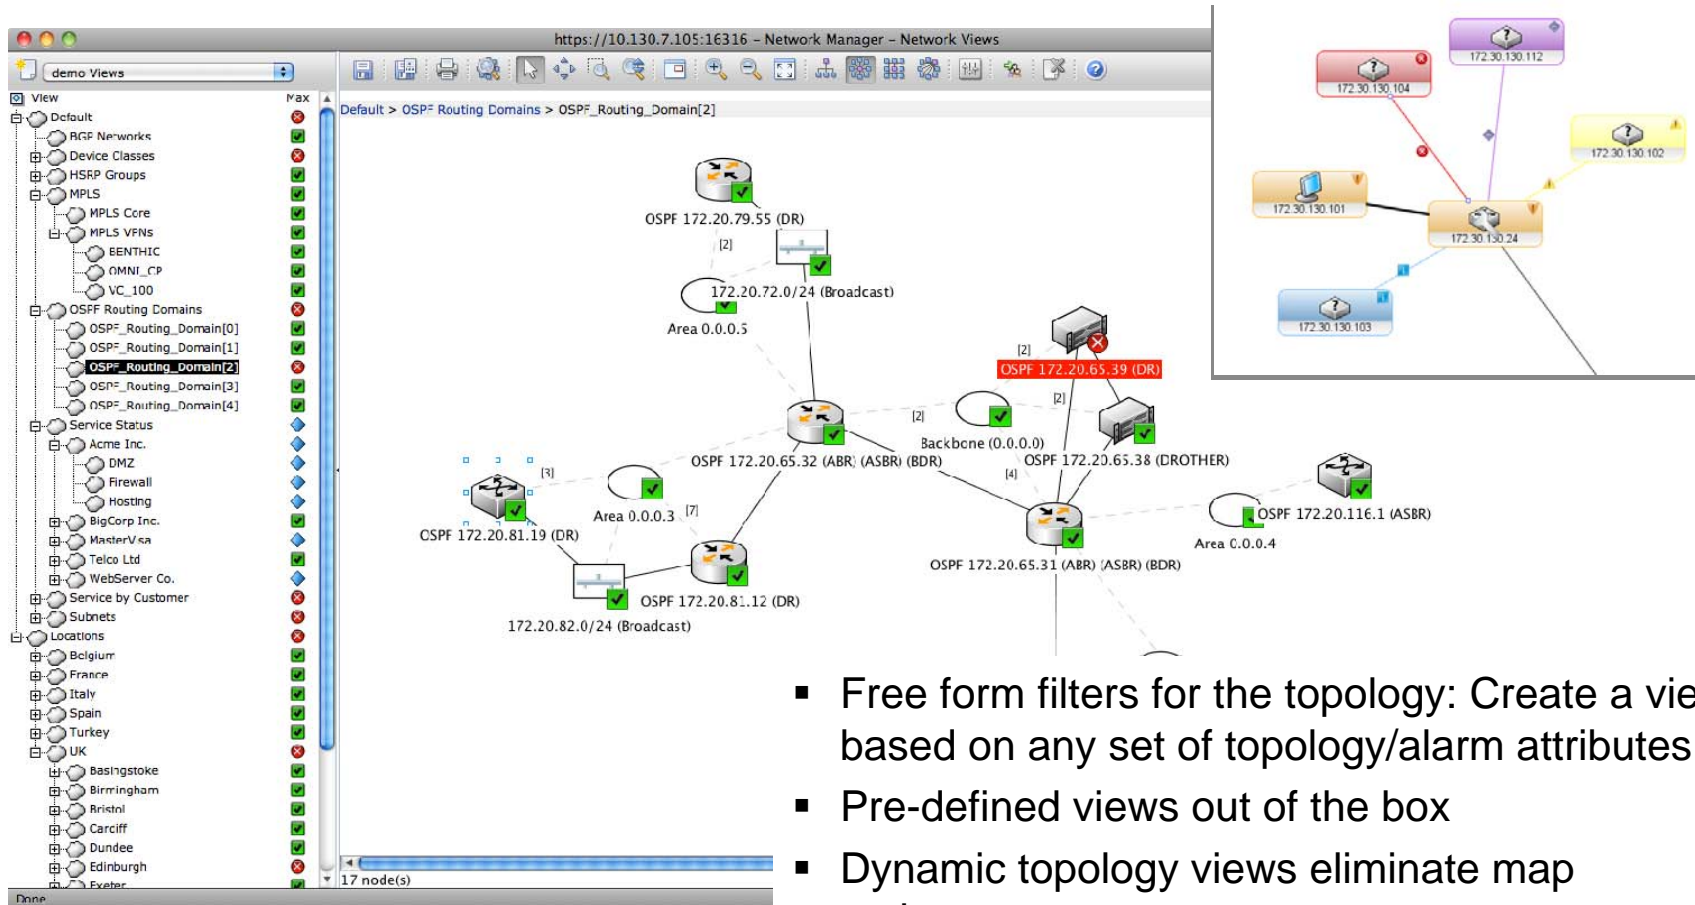 https://10.130.7.105:16316 – Network Manager – Network Views
demo Views
View Max
Default
BGP Networks
Device Classes
HSRP Groups
MPLS
MPLS Core
MPLS VPNs
BENTHIC
OMNI_CP
VC_100
OSPF Routing Domains
OSPF_Routing_Domain[0]
OSPF_Routing_Domain[1]
OSPF_Routing_Domain[2]
OSPF_Routing_Domain[3]
OSPF_Routing_Domain[4]
Service Status
Acme Inc.
DMZ
Firewall
Hosting
BigCorp Inc.
MasterVisa
Telco Ltd
WebServer Co.
Service by Customer
Subnets
Locations
Belgium
France
Italy
Spain
Turkey
UK
Basingstoke
Birmingham
Bristol
Cardiff
Dundee
Edinburgh
Exeter
Done
Default > OSPF Routing Domains > OSPF_Routing_Domain[2]
OSPF 172.20.79.55 (DR)
[2]
172.20.72.0/24 (Broadcast)
Area 0.0.0.5
[2]
OSPF 172.20.65.39 (DR)
[2]
[2]
Backbone (0.0.0.0)
OSPF 172.20.65.32 (ABR) (ASBR) (BDR)
OSPF 172.20.65.38 (DROTHER)
[3]
[4]
Area 0.0.0.3
[7]
OSPF 172.20.81.19 (DR)
OSPF 172.20.116.1 (ASBR)
Area 0.0.0.4
OSPF 172.20.65.31 (ABR) (ASBR) (BDR)
OSPF 172.20.81.12 (DR)
172.20.82.0/24 (Broadcast)
17 node(s)
172.30.130.112
172.30.130.104
172.30.130.102
172.30.130.101
172.30.130.24
172.30.130.103
▪ Free form filters for the topology: Create a vie
based on any set of topology/alarm attributes
▪ Pre-defined views out of the box
▪ Dynamic topology views eliminate map